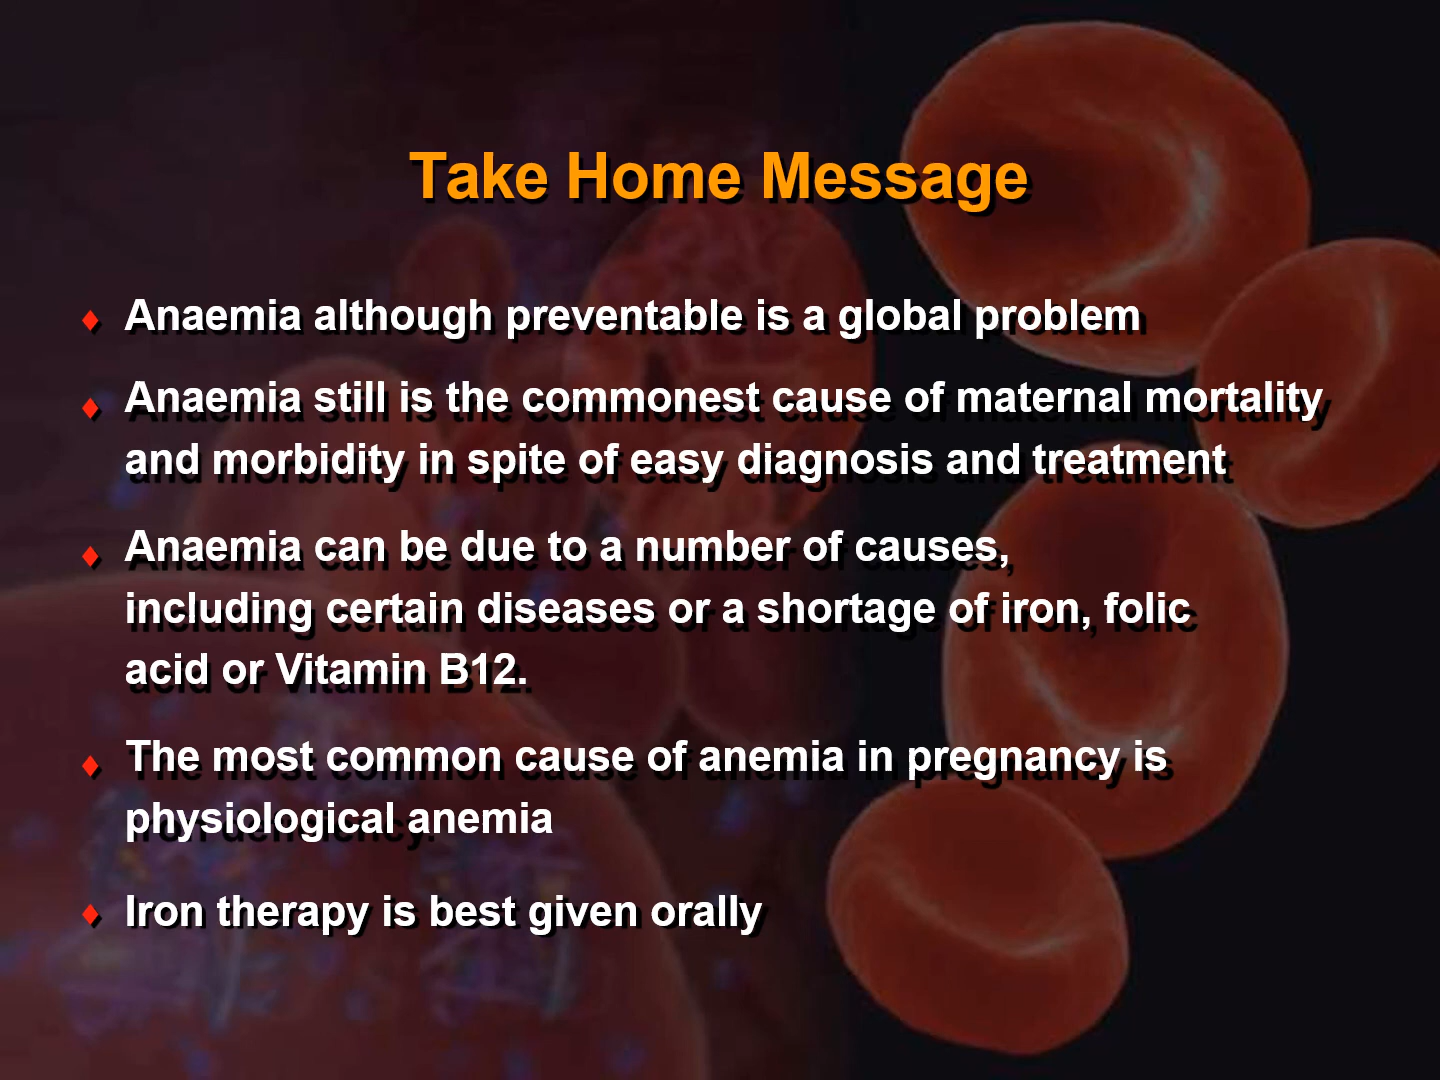 Take Home Message
♦ Anaemia although preventable is a global problem
♦ Anaemia still is the commonest cause of maternal mortality
and morbidity in spite of easy diagnosis and treatment
♦ Anaemia can be due to a number of causes,
including certain diseases or a shortage of iron, folic
acid or Vitamin B12.
♦ The most common cause of anemia in pregnancy is
physiological anemia
♦ Iron therapy is best given orally